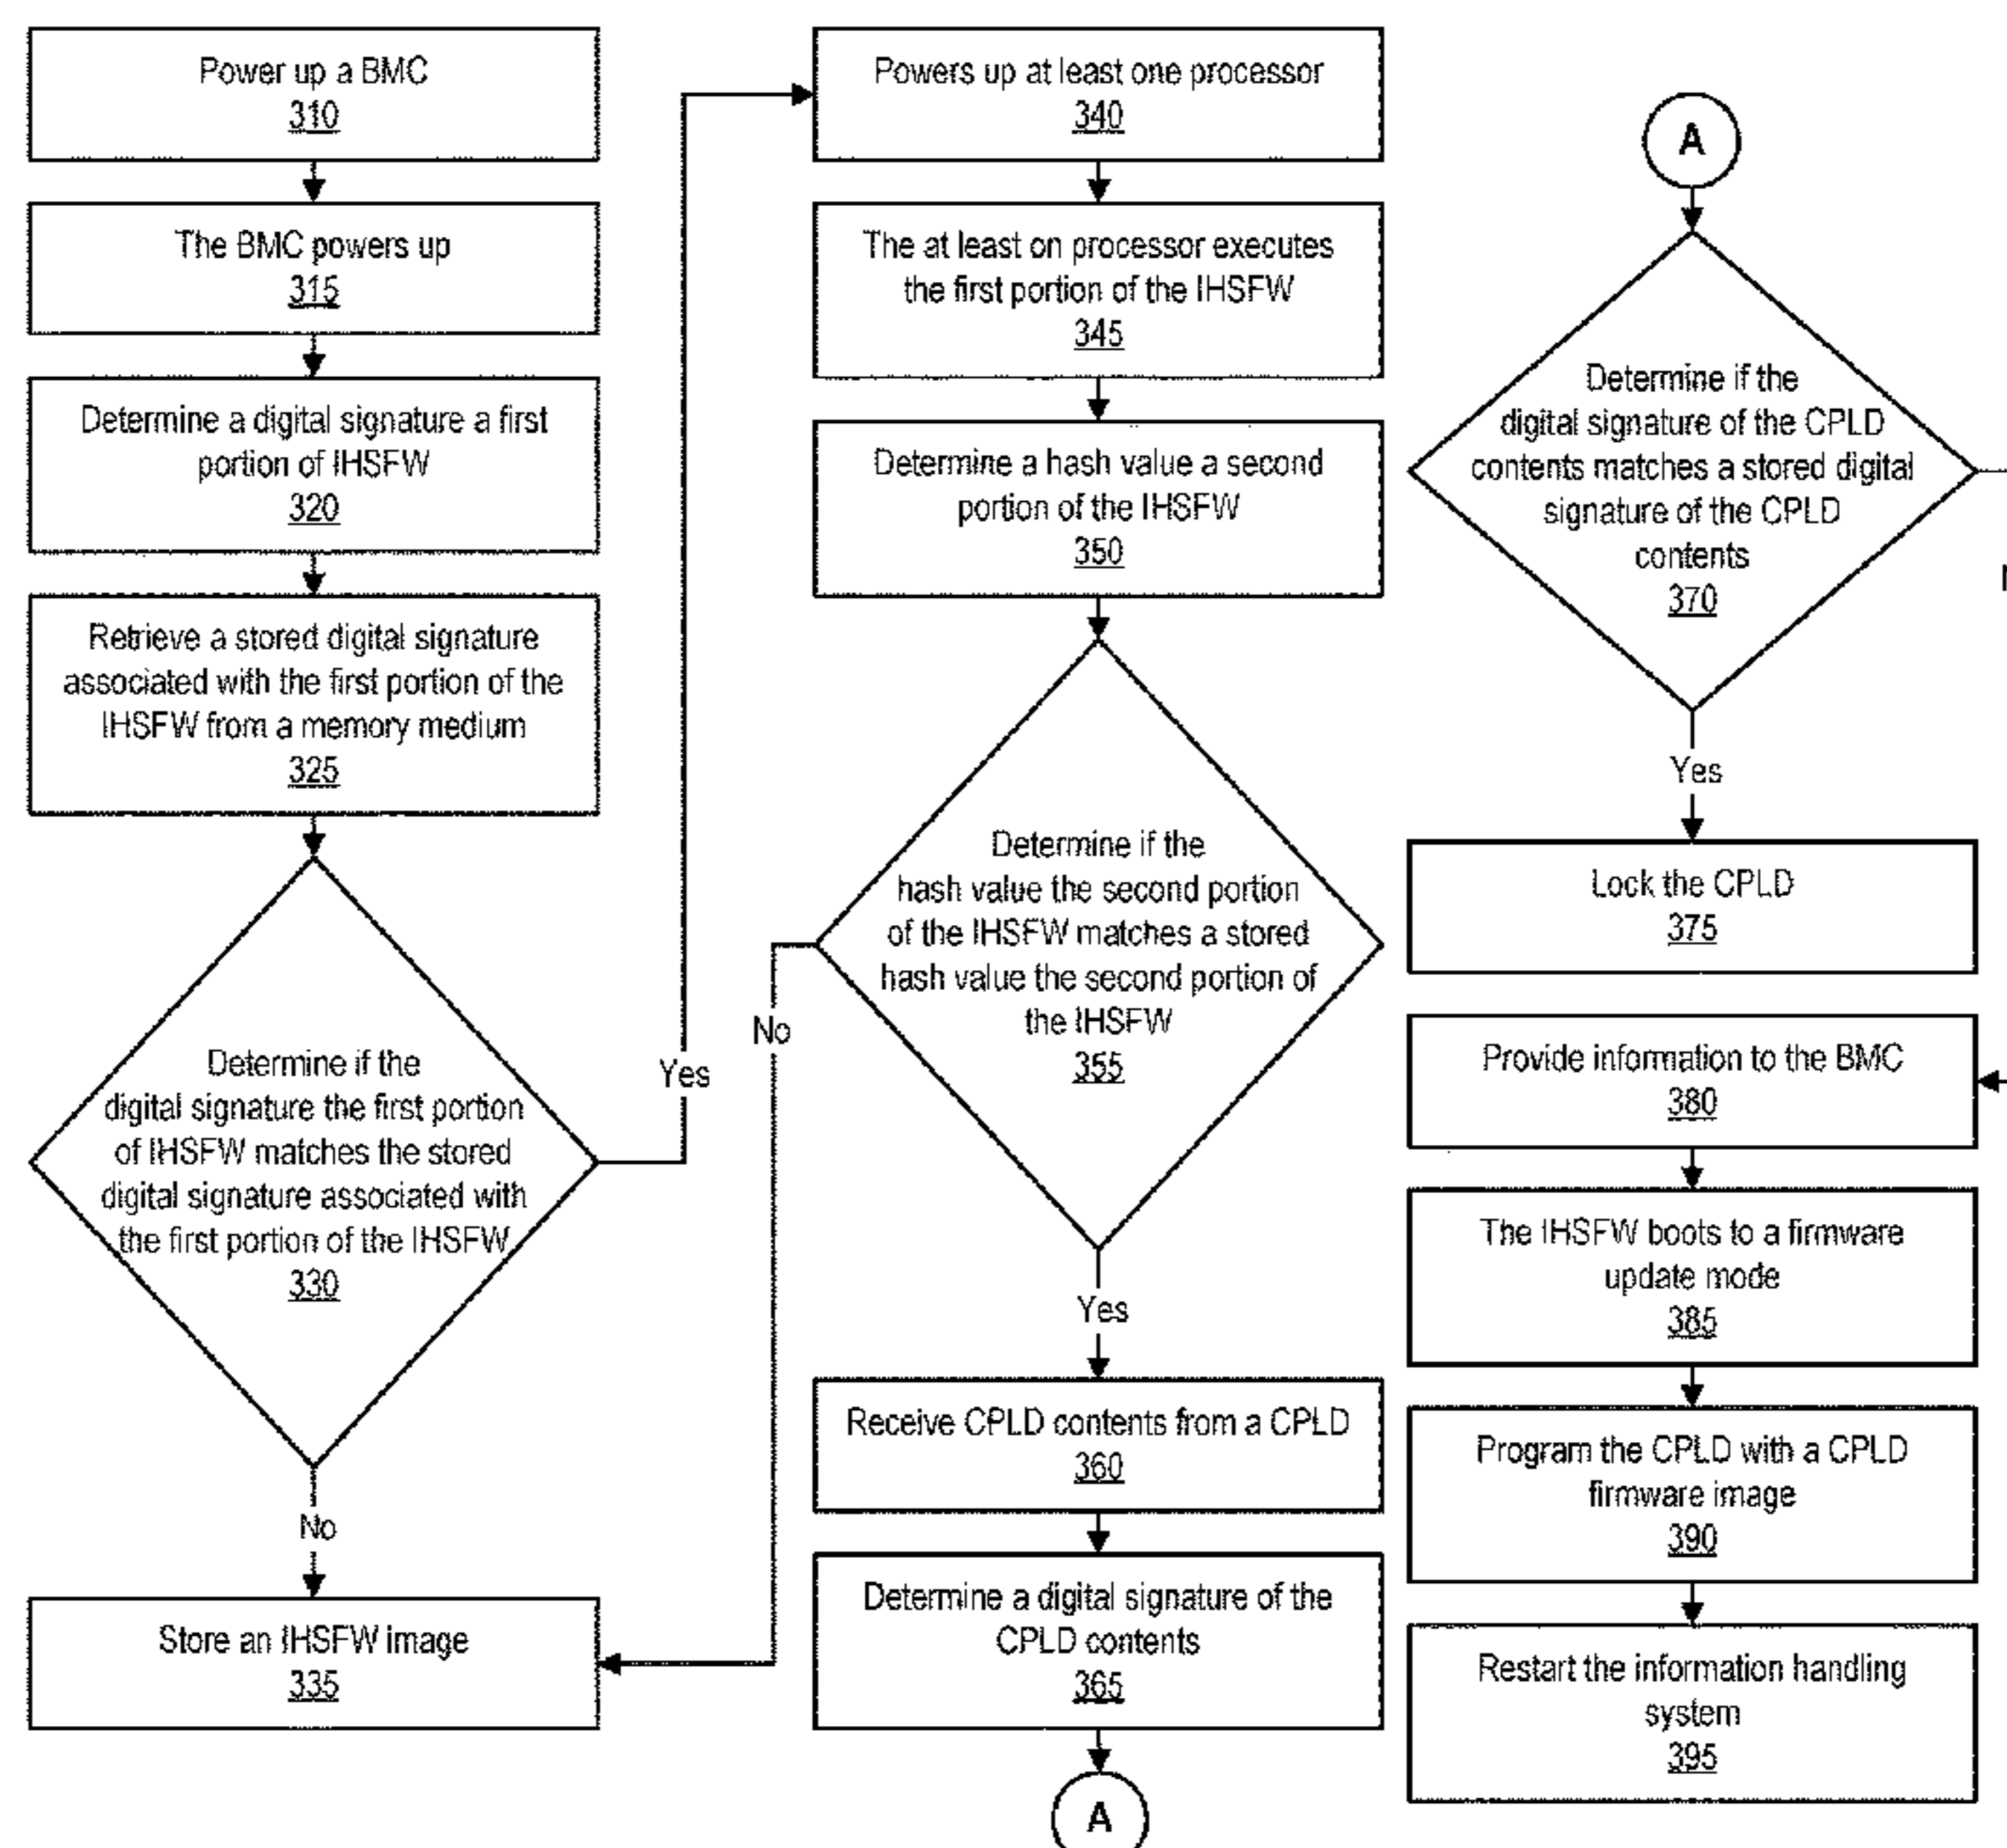 Power up a BMC
310
The BMC powers up
315
Determine a digital signature a first
portion of IHSFW
320
Retrieve a stored digital signature
associated with the first portion of the
IHSFW from a memory medium
325
Determine if the
digital signature the first portion
of IHSFW matches the stored
digital signature associated with
the first portion of the IHSFW
330
Yes
No
Store an IHSFW image
335
Powers up at least one processor
340
The at least on processor executes
the first portion of the IHSFW
345
Determine a hash value a second
portion of the IHSFW
350
Determine if the
hash value the second portion
of the IHSFW matches a stored
hash value the second portion of
the IHSFW
355
No
Yes
Receive CPLD contents from a CPLD
360
Determine a digital signature of the
CPLD contents
365
A
A
Determine if the
digital signature of the CPLD
contents matches a stored digital
signature of the CPLD
contents
370
Yes
Lock the CPLD
375
Provide information to the BMC
380
The IHSFW boots to a firmware
update mode
385
Program the CPLD with a CPLD
firmware image
390
Restart the information handling
system
395